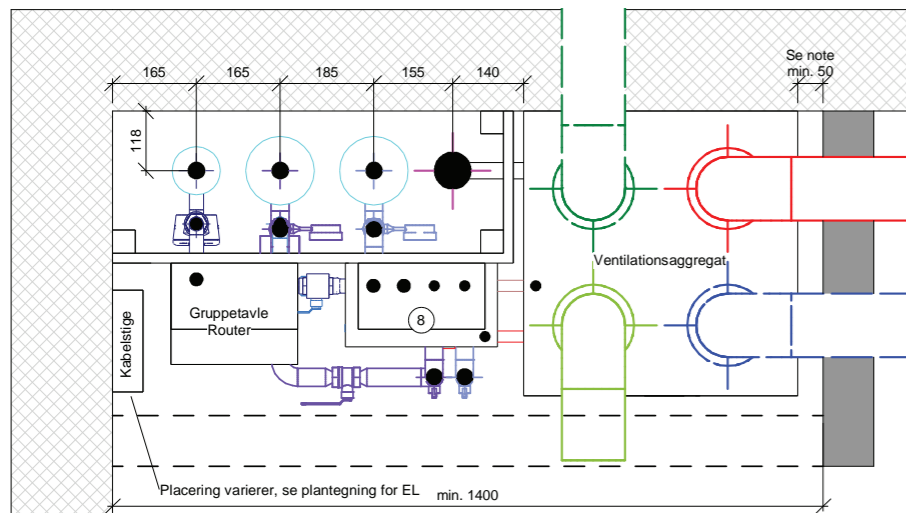 165
165
185
155
140
Se note
min. 50
118
Ventilationsaggregat
Gruppetavle
Router
8
Kabelstige
Placering varierer, se plantegning for EL
min. 1400